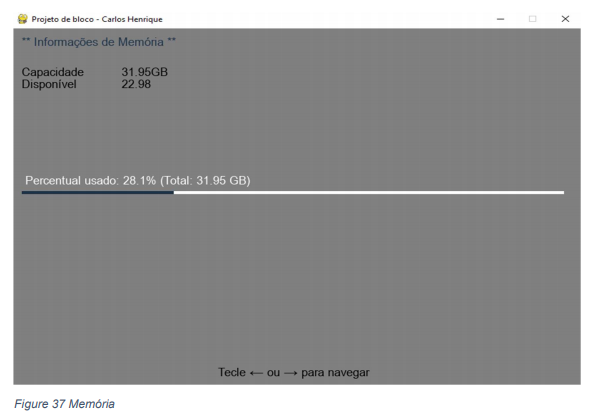 Projeto de bloco - Carlos Henrique
** Informações de Memória **
Capacidade 31.95GB
Disponível 22.98
Percentual usado: 28.1% (Total: 31.95 GB)
Tecle ← ou → para navegar
Figure 37 Memória